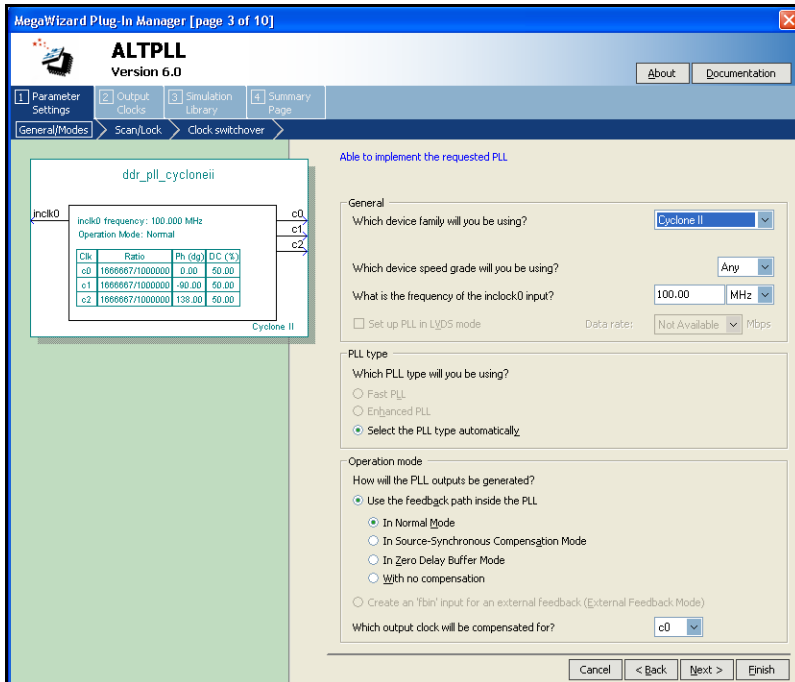 MegaWizard Plug-In Manager [page 3 of 10]
ALTPLL
Version 6.0
About
Documentation
1 Parameter Settings
2 Output Clocks
3 Simulation Library
4 Summary Page
General/Modes
Scan/Lock
Clock switchover
ddr_pll_cycloneii
inclk0
inclk0 frequency: 100.000 MHz
Operation Mode: Normal
Clk Ratio Ph (dg) DC (%)
c0 1666667/1000000 0.00 50.00
c1 1666667/1000000 -90.00 50.00
c2 1666667/1000000 138.00 50.00
c0
c1
c2
Cyclone II
Able to implement the requested PLL
General
Which device family will you be using? Cyclone II
Which device speed grade will you be using? Any
What is the frequency of the inclock0 input? 100.00 MHz
Set up PLL in LVDS mode Data rate: Not Available Mbps
PLL type
Which PLL type will you be using?
Fast PLL
Enhanced PLL
Select the PLL type automatically
Operation mode
How will the PLL outputs be generated?
Use the feedback path inside the PLL
In Normal Mode
In Source-Synchronous Compensation Mode
In Zero Delay Buffer Mode
With no compensation
Create an 'fbin' input for an external feedback (External Feedback Mode)
Which output clock will be compensated for? c0
Cancel
< Back
Next >
Finish